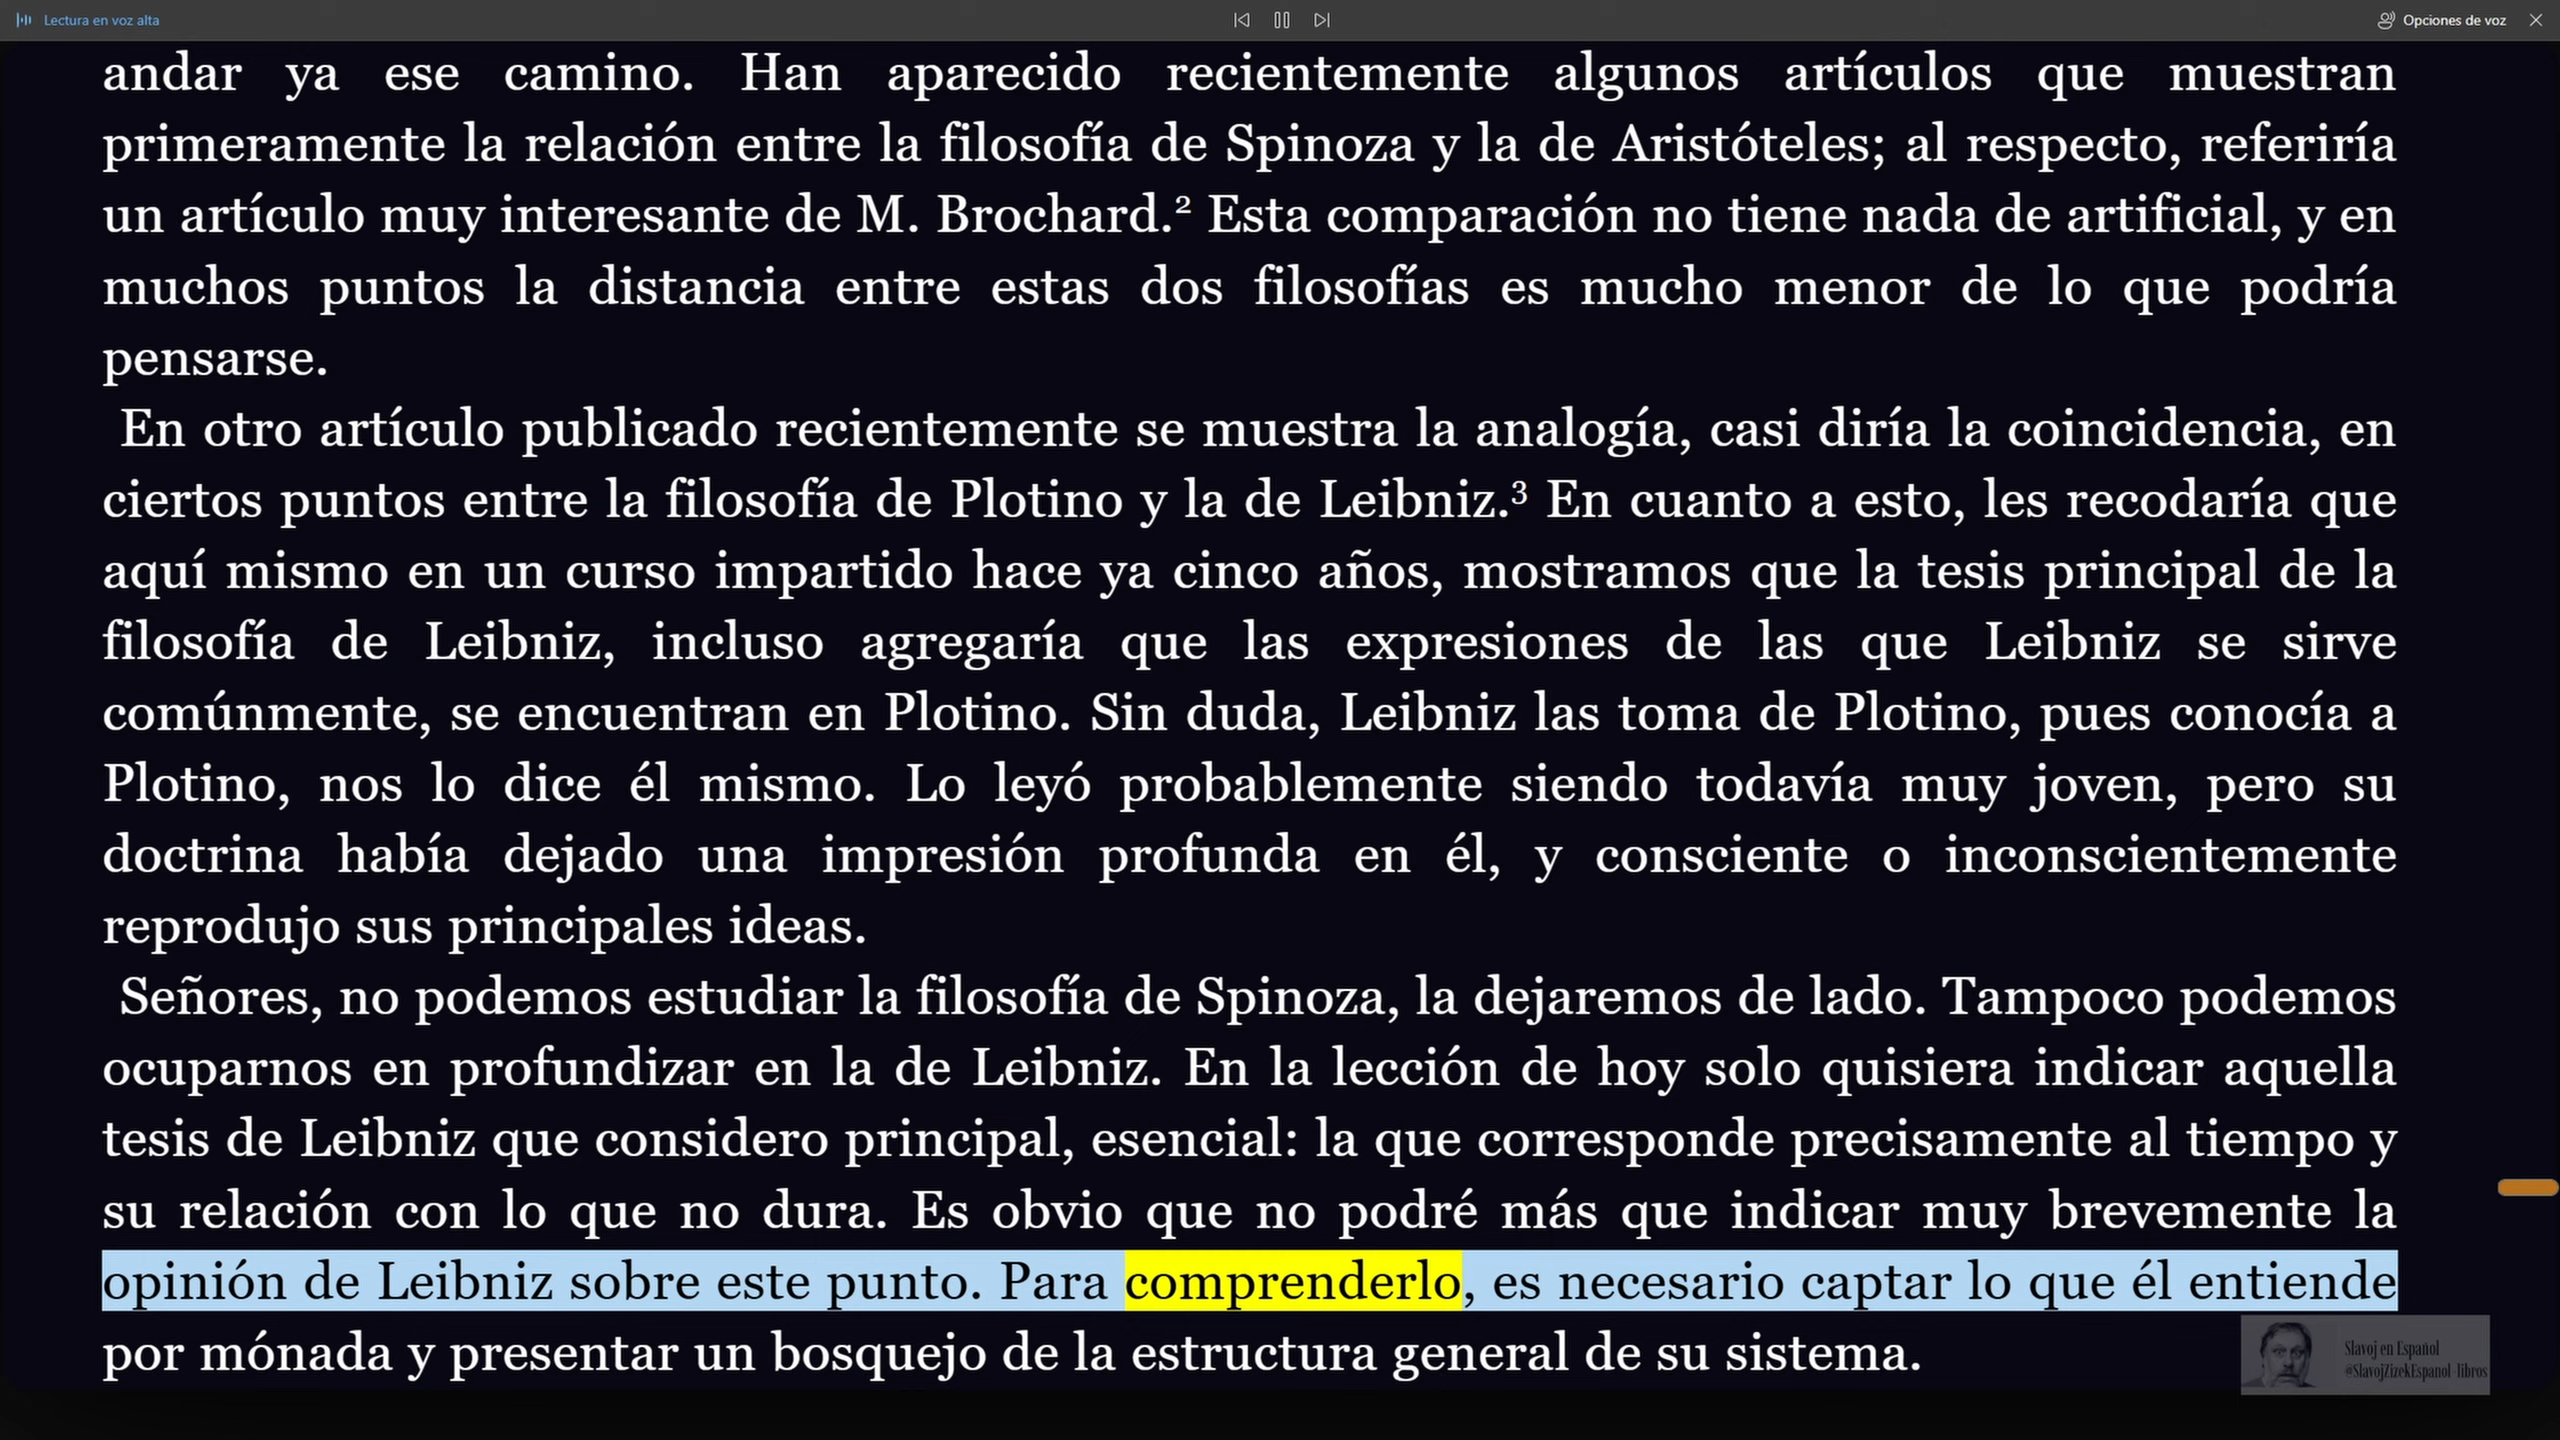 Lectura en voz alta
Opciones de voz
andar ya ese camino. Han aparecido recientemente algunos artículos que muestran
primeramente la relación entre la filosofía de Spinoza y la de Aristóteles; al respecto, referiría
un artículo muy interesante de M. Brochard.² Esta comparación no tiene nada de artificial, y en
muchos puntos la distancia entre estas dos filosofías es mucho menor de lo que podría
pensarse.
En otro artículo publicado recientemente se muestra la analogía, casi diría la coincidencia, en
ciertos puntos entre la filosofía de Plotino y la de Leibniz.³ En cuanto a esto, les recodaría que
aquí mismo en un curso impartido hace ya cinco años, mostramos que la tesis principal de la
filosofía de Leibniz, incluso agregaría que las expresiones de las que Leibniz se sirve
comúnmente, se encuentran en Plotino. Sin duda, Leibniz las toma de Plotino, pues conocía a
Plotino, nos lo dice él mismo. Lo leyó probablemente siendo todavía muy joven, pero su
doctrina había dejado una impresión profunda en él, y consciente o inconscientemente
reprodujo sus principales ideas.
Señores, no podemos estudiar la filosofía de Spinoza, la dejaremos de lado. Tampoco podemos
ocuparnos en profundizar en la de Leibniz. En la lección de hoy solo quisiera indicar aquella
tesis de Leibniz que considero principal, esencial: la que corresponde precisamente al tiempo y
su relación con lo que no dura. Es obvio que no podré más que indicar muy brevemente la
opinión de Leibniz sobre este punto. Para comprenderlo, es necesario captar lo que él entiende
por mónada y presentar un bosquejo de la estructura general de su sistema.
Slavoj en Español
@SlavojZizekEspanol-libros